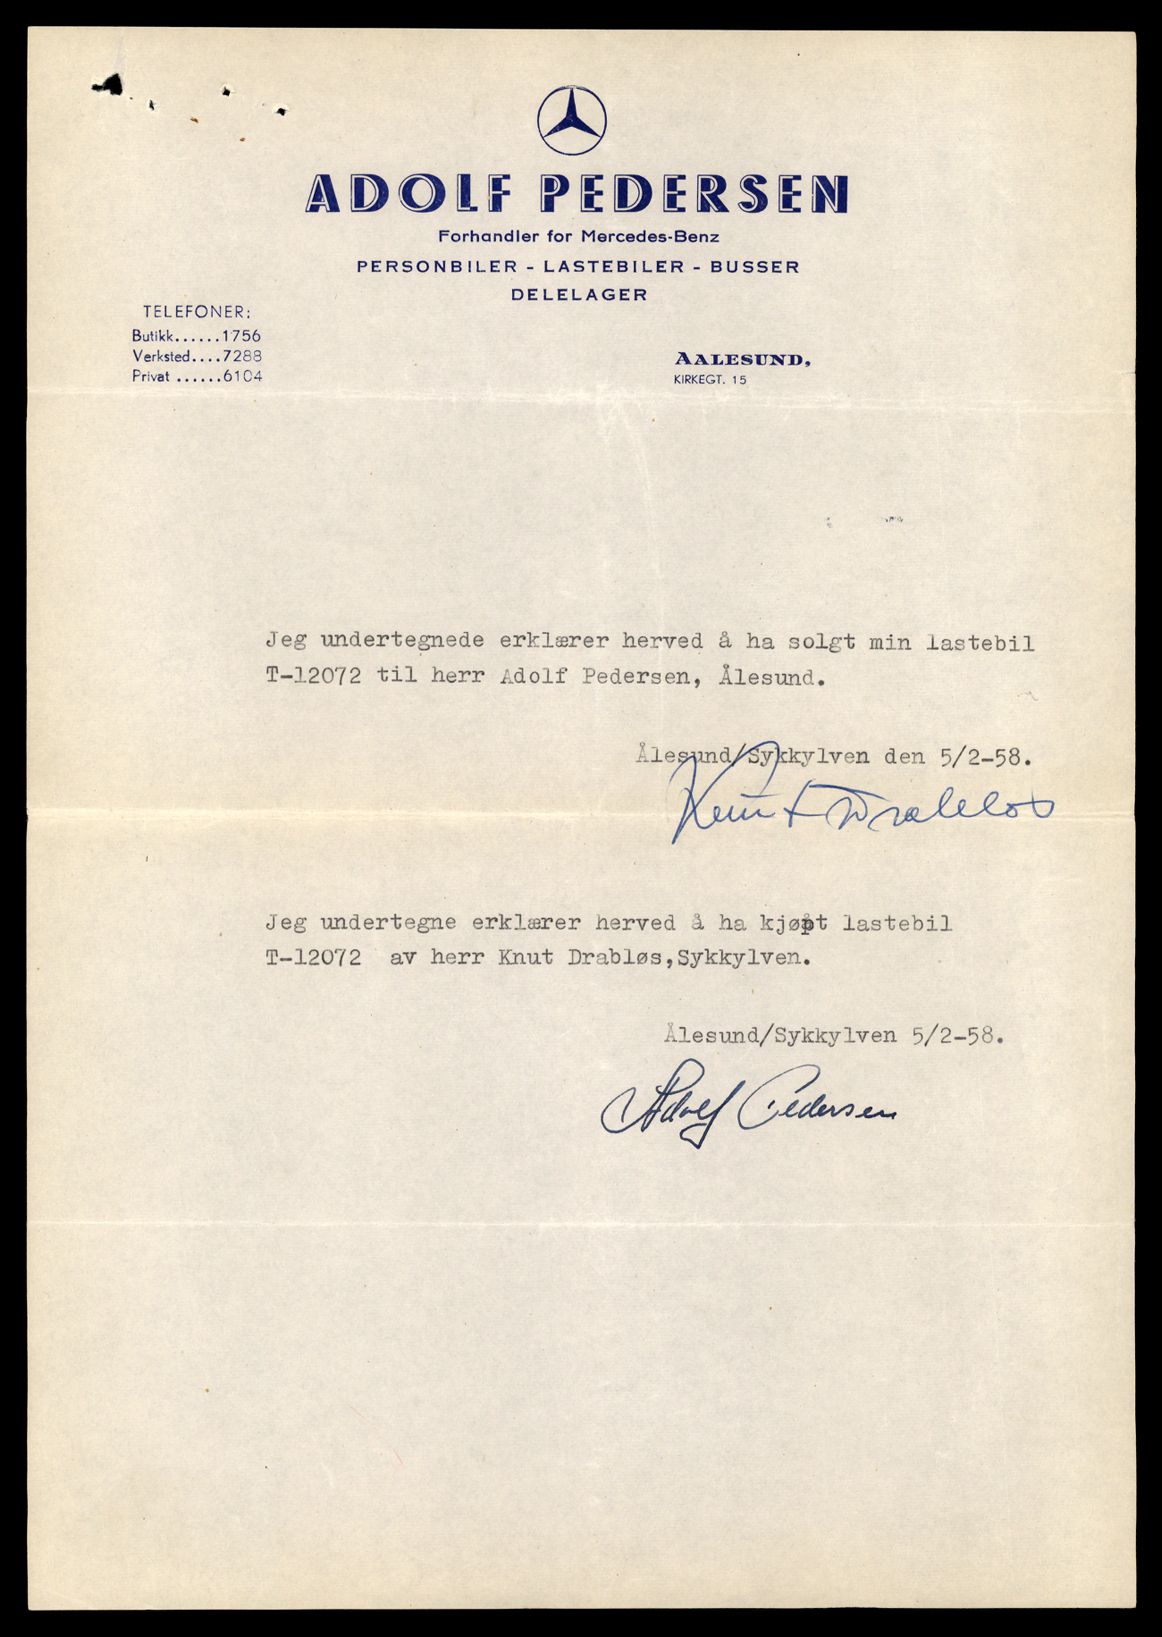 ADOLF PEDERSEN
Forhandler for Mercedes-Benz
PERSONBILER - LASTEBILER - BUSSER
DELELAGER
TELEFONER:
Butikk......1756
Verksted....7288
Privat ......6104
AALESUND,
KIRKEGT. 15
Jeg undertegnede erklærer herved å ha solgt min lastebil
T-12072 til herr Adolf Pedersen, Ålesund.
Ålesund/Sykkylven den 5/2-58.
Knut Drabløs
Jeg undertegne erklærer herved å ha kjøpt lastebil
T-12072 av herr Knut Drabløs,Sykkylven.
Ålesund/Sykkylven 5/2-58.
Adolf Pedersen